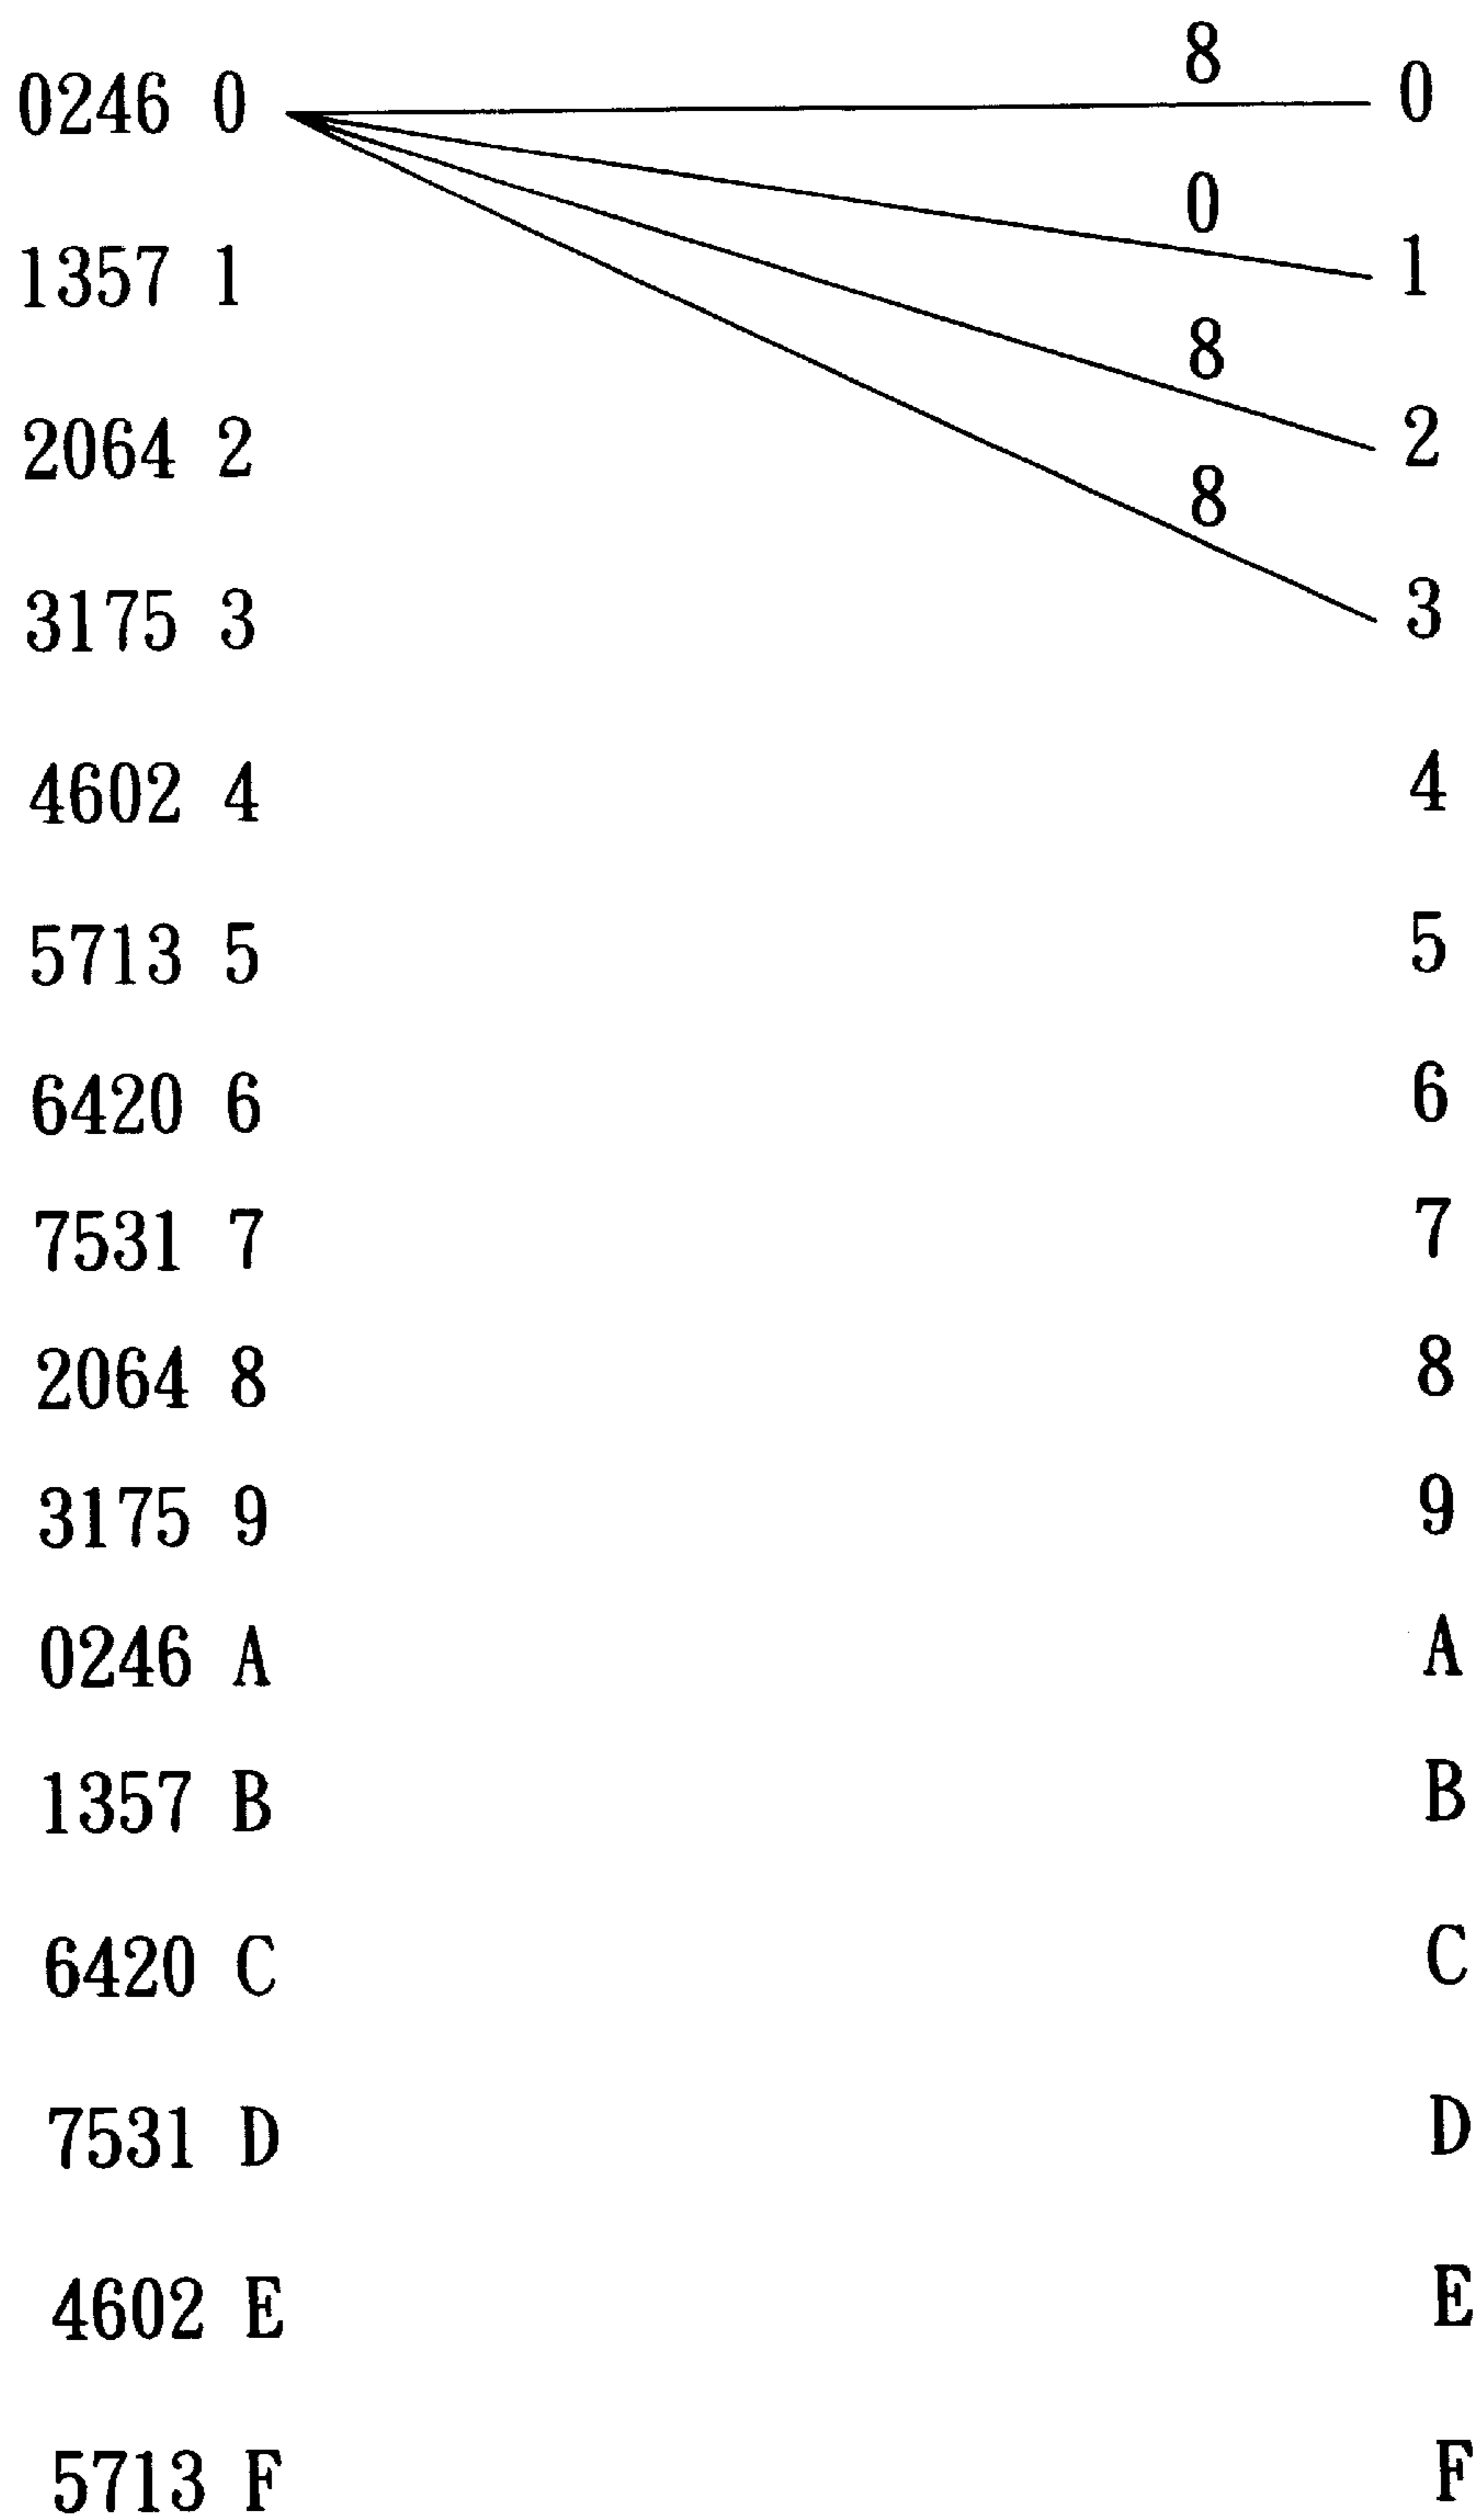 8
0246 0 0
0
1357 1 1
8
2064 2 2
8
3175 3 3
4602 4 4
5713 5 5
6420 6 6
7531 7 7
2064 8 8
3175 9 9
0246 A A
1357 B B
6420 C C
7531 D D
4602 E E
5713 F F